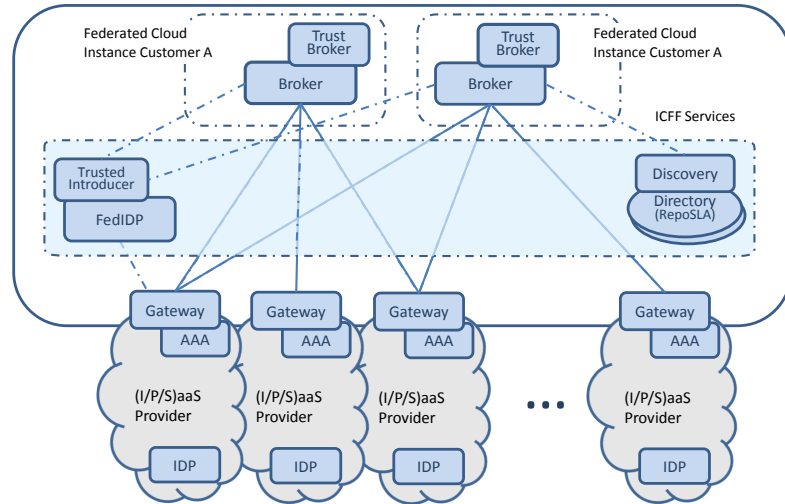 Federated Cloud
Instance Customer A
Trust
Broker
Broker
Trust
Broker
Broker
Federated Cloud
Instance Customer A
ICFF Services
Trusted
Introducer
FedIDP
Discovery
Directory
(RepoSLA)
Gateway
AAA
(I/P/S)aaS
Provider
IDP
Gateway
AAA
(I/P/S)aaS
Provider
IDP
Gateway
AAA
(I/P/S)aaS
Provider
IDP
...
Gateway
AAA
(I/P/S)aaS
Provider
IDP